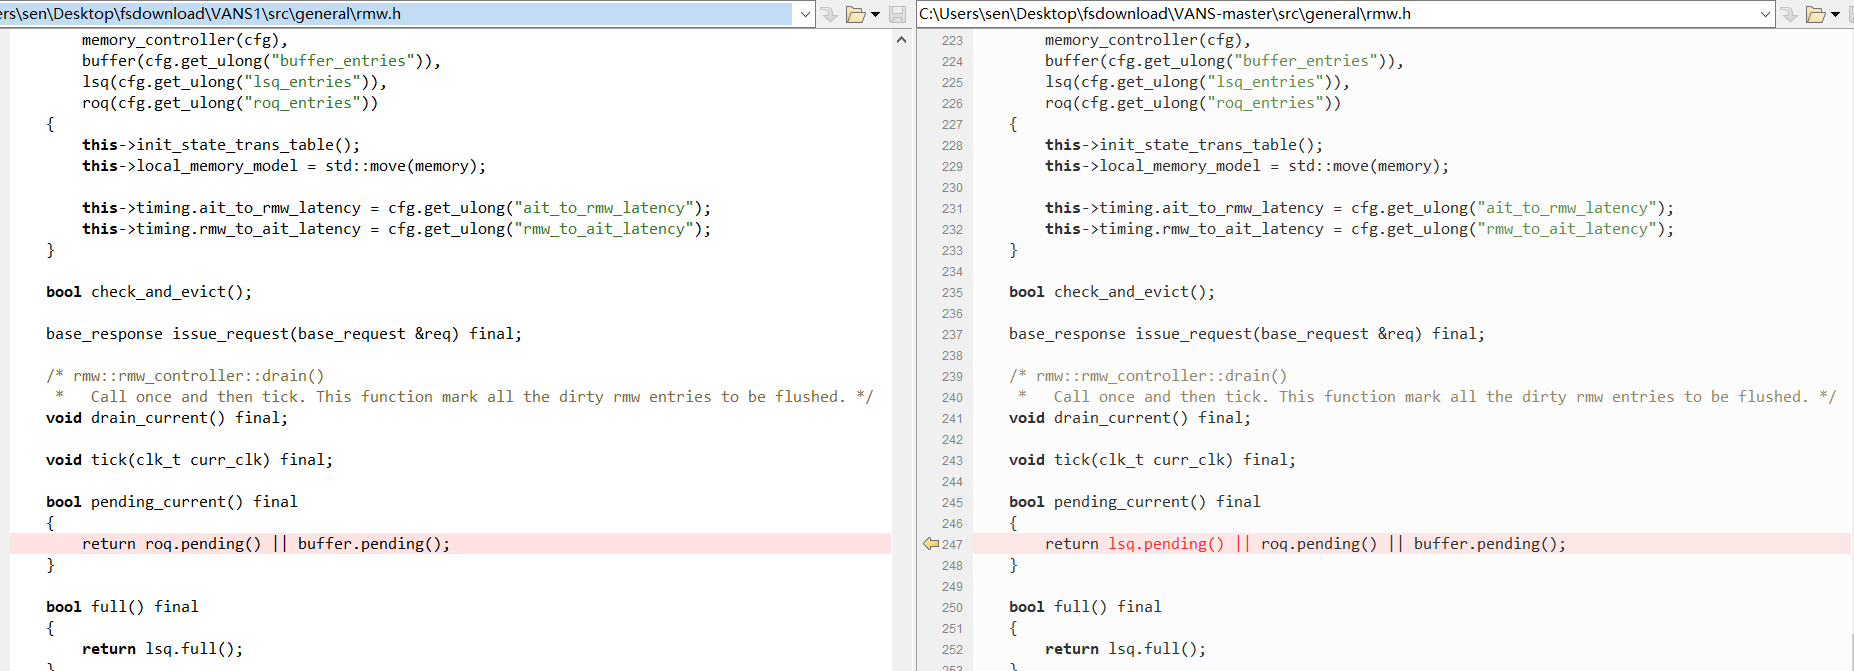 ers\sen\Desktop\fsdownload\VANS1\src\general\rmw.h
memory_controller(cfg),
buffer(cfg.get_ulong("buffer_entries")),
lsq(cfg.get_ulong("lsq_entries")),
roq(cfg.get_ulong("roq_entries"))
{
this->init_state_trans_table();
this->local_memory_model = std::move(memory);
this->timing.ait_to_rmw_latency = cfg.get_ulong("ait_to_rmw_latency");
this->timing.rmw_to_ait_latency = cfg.get_ulong("rmw_to_ait_latency");
}
bool check_and_evict();
base_response issue_request(base_request &req) final;
/* rmw::rmw_controller::drain()
*   Call once and then tick. This function mark all the dirty rmw entries to be flushed. */
void drain_current() final;
void tick(clk_t curr_clk) final;
bool pending_current() final
{
return roq.pending() || buffer.pending();
}
bool full() final
{
return lsq.full();
}
C:\Users\sen\Desktop\fsdownload\VANS-master\src\general\rmw.h
223 memory_controller(cfg),
224 buffer(cfg.get_ulong("buffer_entries")),
225 lsq(cfg.get_ulong("lsq_entries")),
226 roq(cfg.get_ulong("roq_entries"))
227 {
228 this->init_state_trans_table();
229 this->local_memory_model = std::move(memory);
230
231 this->timing.ait_to_rmw_latency = cfg.get_ulong("ait_to_rmw_latency");
232 this->timing.rmw_to_ait_latency = cfg.get_ulong("rmw_to_ait_latency");
233 }
234
235 bool check_and_evict();
236
237 base_response issue_request(base_request &req) final;
238
239 /* rmw::rmw_controller::drain()
240 *   Call once and then tick. This function mark all the dirty rmw entries to be flushed. */
241 void drain_current() final;
242
243 void tick(clk_t curr_clk) final;
244
245 bool pending_current() final
246 {
247 return lsq.pending() || roq.pending() || buffer.pending();
248 }
249
250 bool full() final
251 {
252 return lsq.full();
253 }